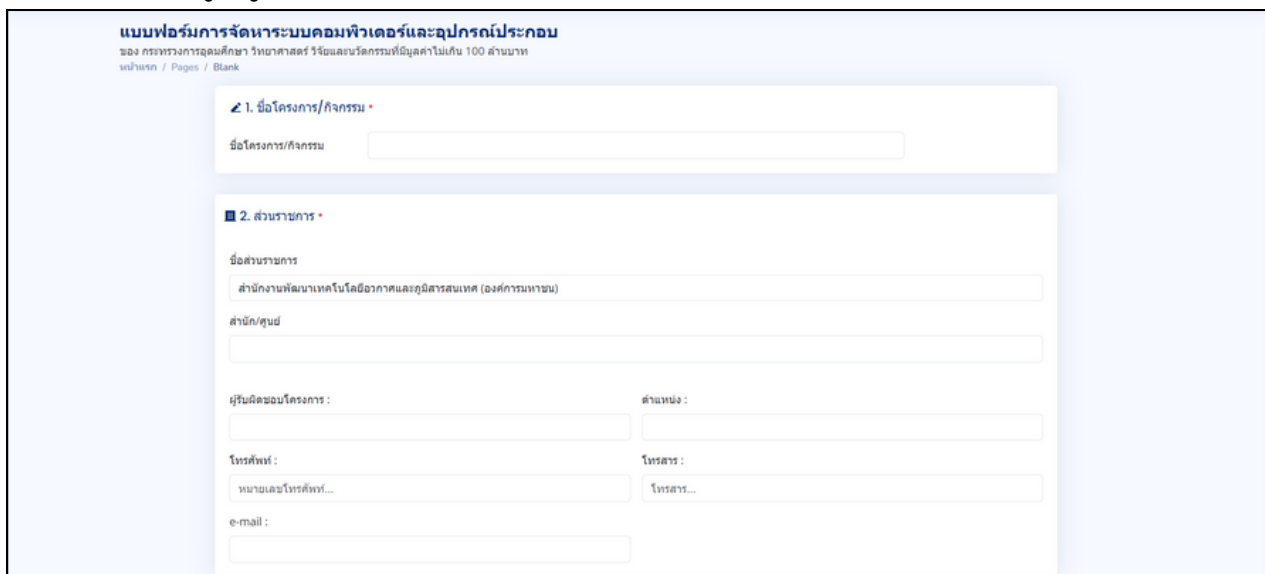 แบบฟอร์มการจัดหาระบบคอมพิวเตอร์และอุปกรณ์ประกอบ
ของ กระทรวงการอุดมศึกษา วิทยาศาสตร์ วิจัยและนวัตกรรมที่มีมูลค่าไม่เกิน 100 ล้านบาท
หน้าแรก / Pages / Blank
1. ชื่อโครงการ/กิจกรรม *
ชื่อโครงการ/กิจกรรม
2. ส่วนราชการ *
ชื่อส่วนราชการ
สำนักงานพัฒนาเทคโนโลยีอวกาศและภูมิสารสนเทศ (องค์การมหาชน)
สำนัก/ศูนย์
ผู้รับผิดชอบโครงการ : ตำแหน่ง :
โทรศัพท์ : โทรสาร :
หมายเลขโทรศัพท์... โทรสาร...
e-mail :